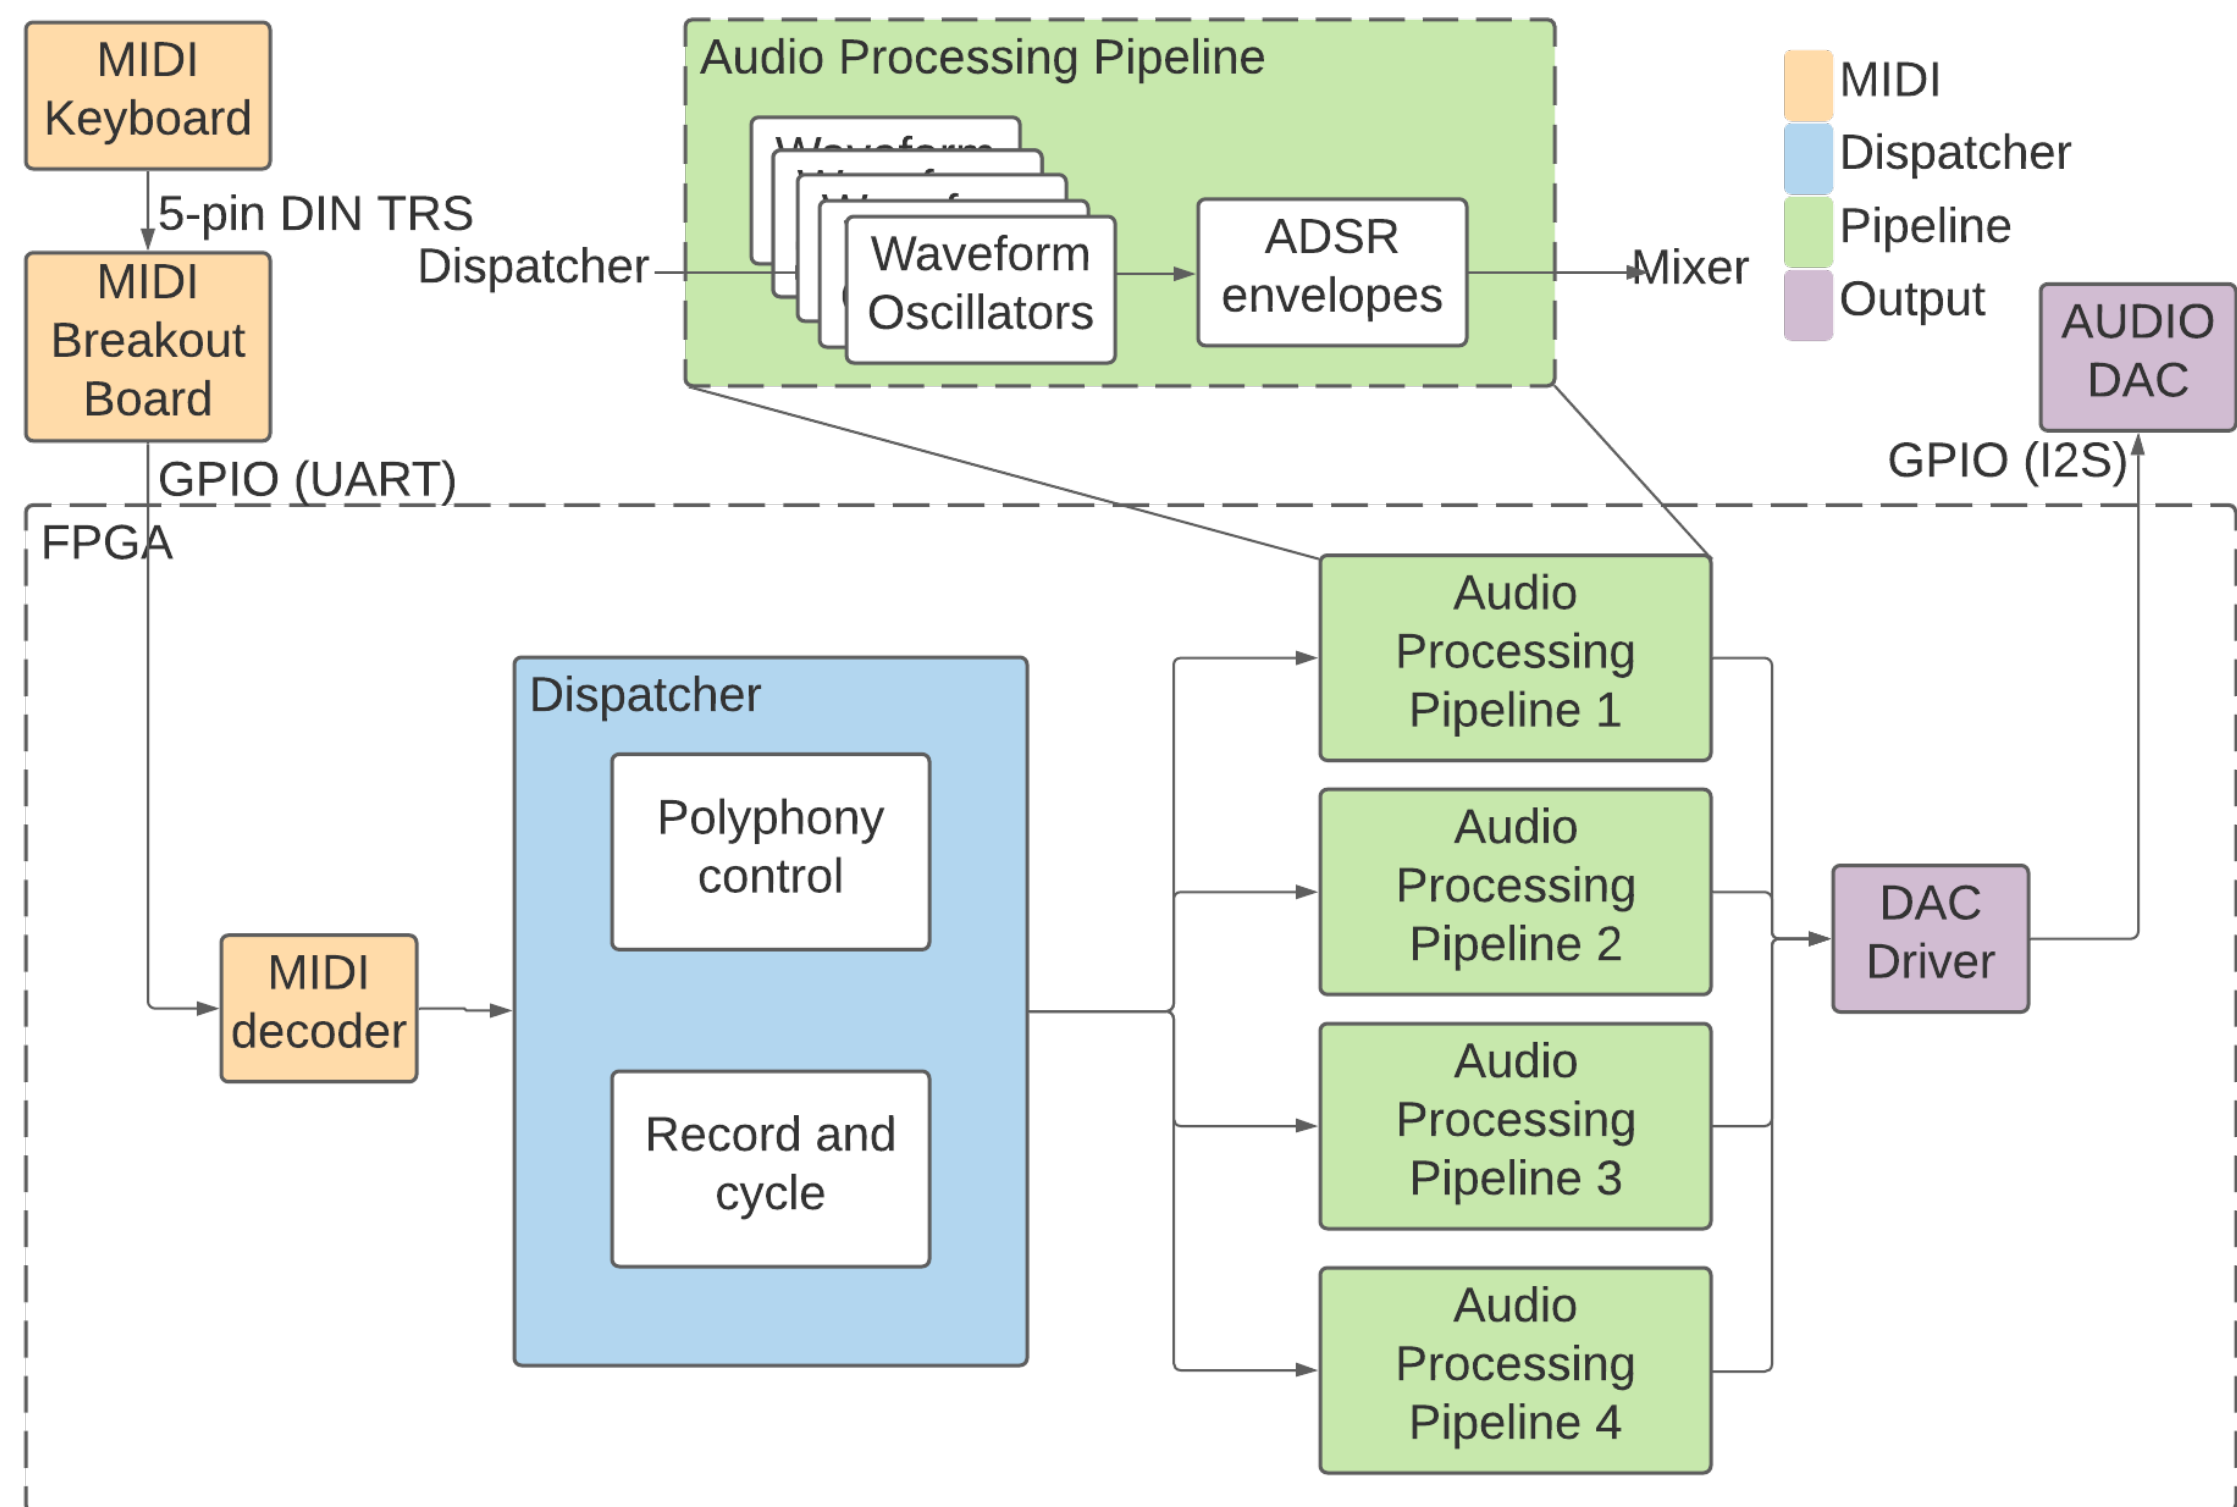 MIDI
Keyboard
5-pin DIN TRS
MIDI
Breakout
Board
GPIO (UART)
Audio Processing Pipeline
Waveform
Dispatcher
Waveform
Oscillators
ADSR
envelopes
Mixer
MIDI
Dispatcher
Pipeline
Output
AUDIO
DAC
GPIO (I2S)
FPGA
MIDI
decoder
Dispatcher
Polyphony
control
Record and
cycle
Audio
Processing
Pipeline 1
Audio
Processing
Pipeline 2
Audio
Processing
Pipeline 3
Audio
Processing
Pipeline 4
DAC
Driver